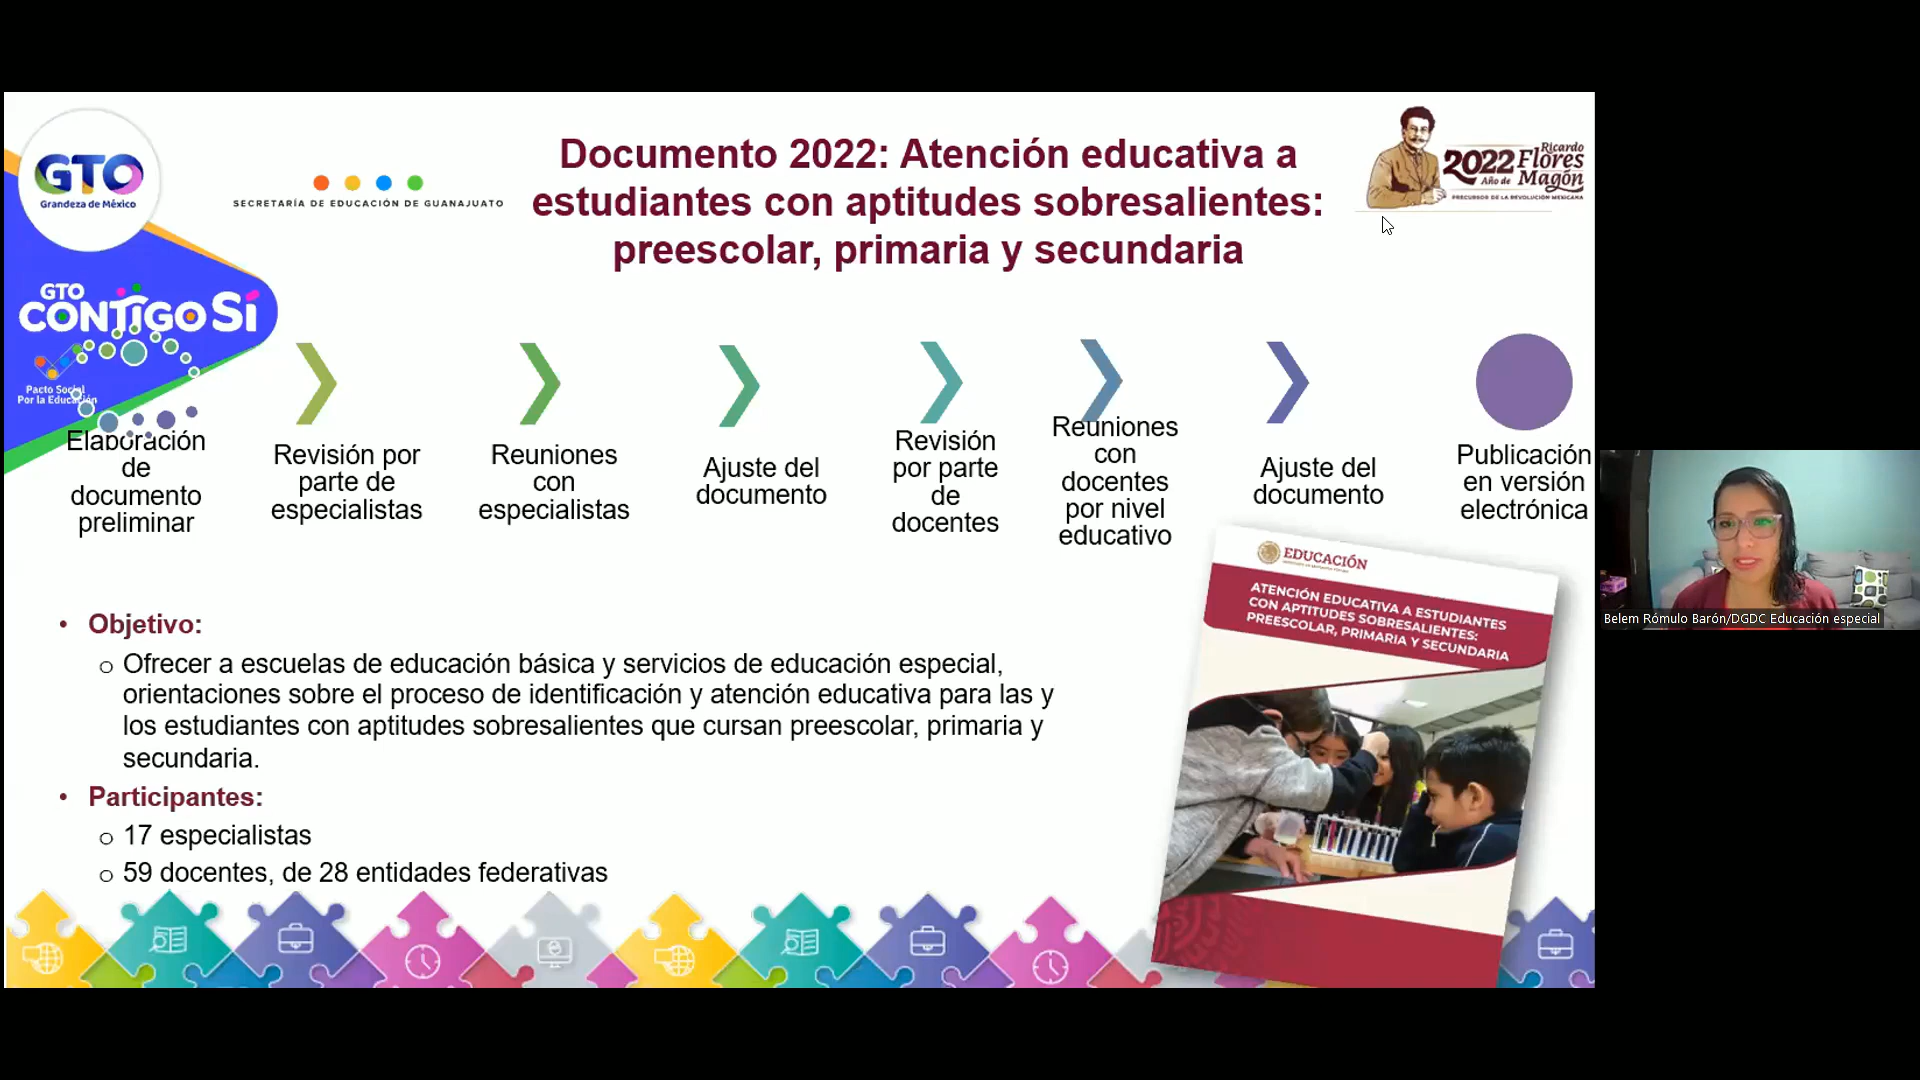 GTO
Grandeza de México
SECRETARÍA DE EDUCACIÓN DE GUANAJUATO
Documento 2022: Atención educativa a
estudiantes con aptitudes sobresalientes:
preescolar, primaria y secundaria
2022 Ricardo
Flores
Año de Magón
PRECURSOR DE LA REVOLUCIÓN MEXICANA
GTO
CONTIGO Sí
Pacto Social
Por la Educación
Elaboración
de
documento
preliminar
Revisión por
parte de
especialistas
Reuniones
con
especialistas
Ajuste del
documento
Revisión
por parte
de
docentes
Reuniones
con
docentes
por nivel
educativo
Ajuste del
documento
Publicación
en versión
electrónica
• Objetivo:
o Ofrecer a escuelas de educación básica y servicios de educación especial,
orientaciones sobre el proceso de identificación y atención educativa para las y
los estudiantes con aptitudes sobresalientes que cursan preescolar, primaria y
secundaria.
• Participantes:
o 17 especialistas
o 59 docentes, de 28 entidades federativas
EDUCACIÓN
ATENCIÓN EDUCATIVA A ESTUDIANTES
CON APTITUDES SOBRESALIENTES:
PREESCOLAR, PRIMARIA Y SECUNDARIA
Belem Rómulo Barón/DGDC Educación especial